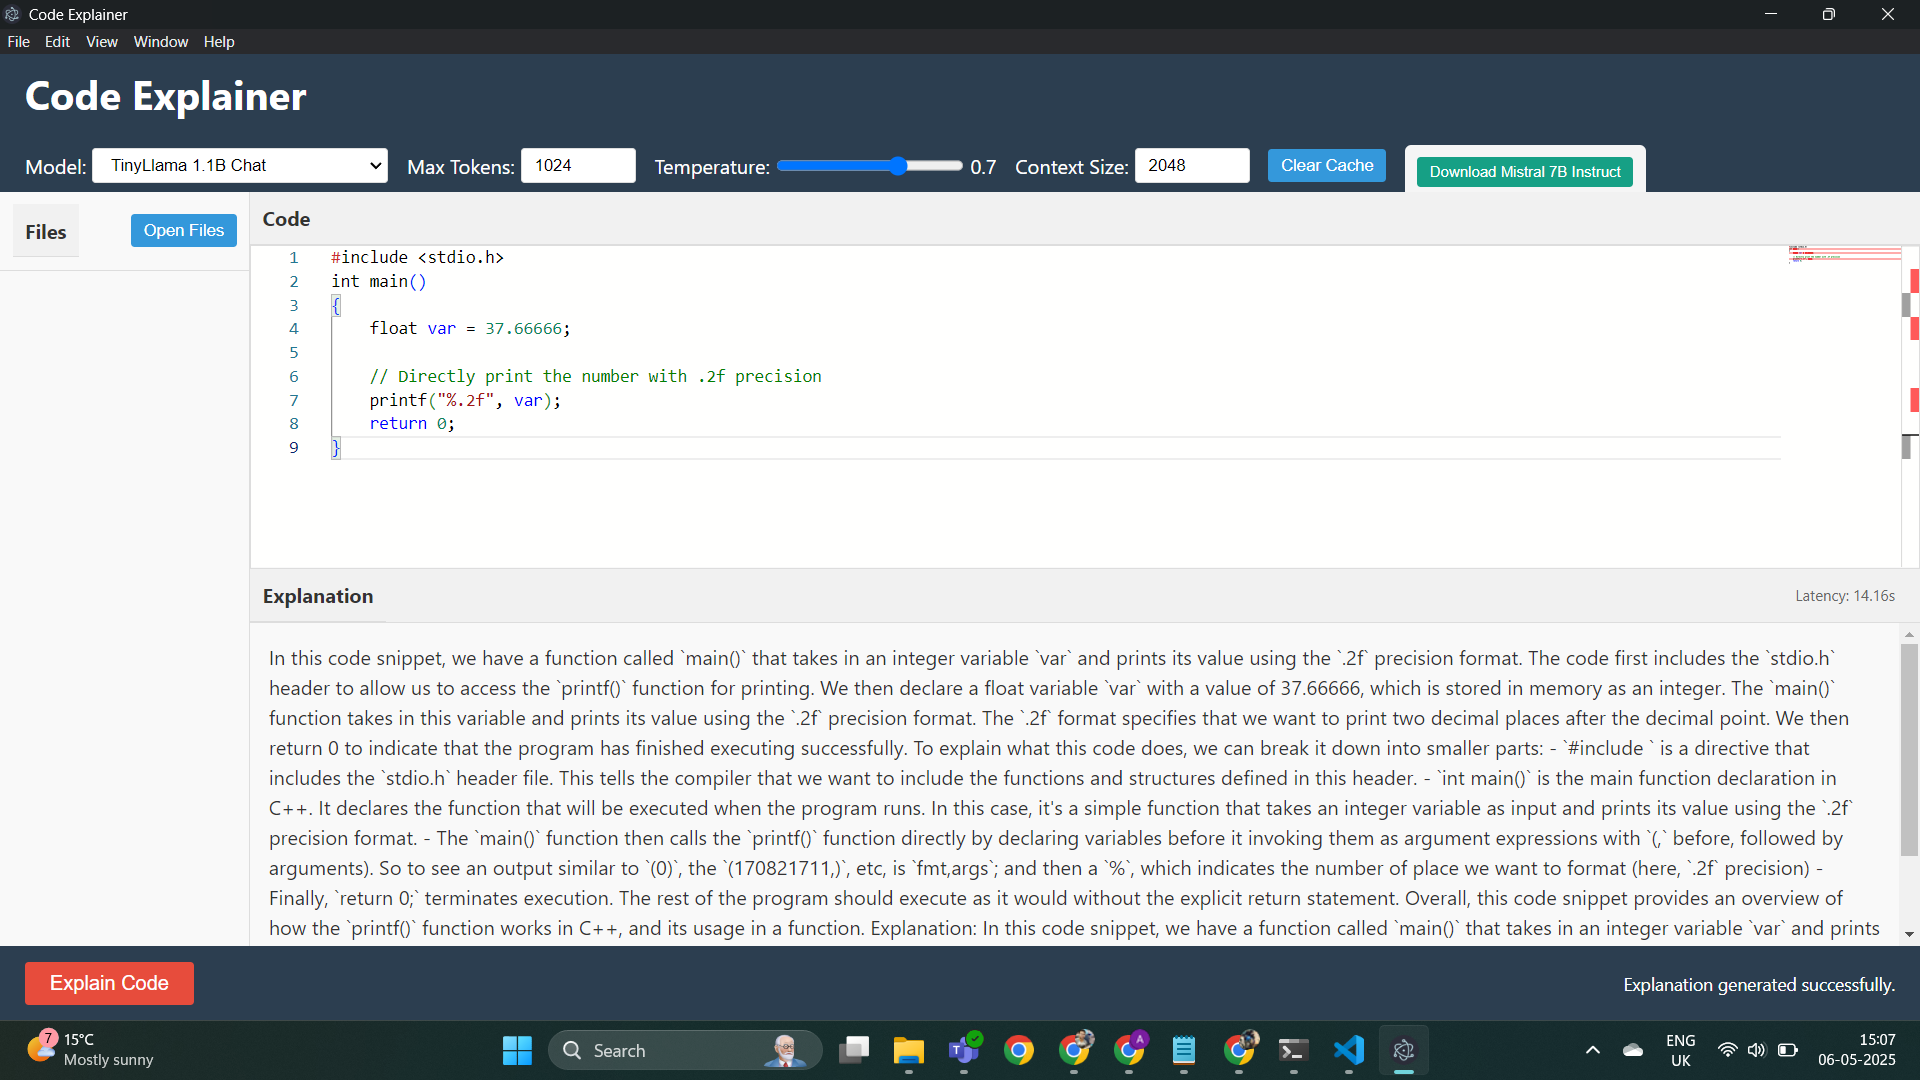 Code Explainer
File Edit View Window Help
Code Explainer
Model: TinyLlama 1.1B Chat Max Tokens: 1024 Temperature: 0.7 Context Size: 2048 Clear Cache Download Mistral 7B Instruct
Files Open Files
Code
1 #include <stdio.h>
2 int main()
3 {
4 float var = 37.66666;
5
6 // Directly print the number with .2f precision
7 printf("%.2f", var);
8 return 0;
9 }
Explanation
Latency: 14.16s
In this code snippet, we have a function called `main()` that takes in an integer variable `var` and prints its value using the `.2f` precision format. The code first includes the `stdio.h`
header to allow us to access the `printf()` function for printing. We then declare a float variable `var` with a value of 37.66666, which is stored in memory as an integer. The `main()`
function takes in this variable and prints its value using the `.2f` precision format. The `.2f` format specifies that we want to print two decimal places after the decimal point. We then
return 0 to indicate that the program has finished executing successfully. To explain what this code does, we can break it down into smaller parts: - `#include ` is a directive that
includes the `stdio.h` header file. This tells the compiler that we want to include the functions and structures defined in this header. - `int main()` is the main function declaration in
C++. It declares the function that will be executed when the program runs. In this case, it's a simple function that takes an integer variable as input and prints its value using the `.2f`
precision format. - The `main()` function then calls the `printf()` function directly by declaring variables before it invoking them as argument expressions with `(,` before, followed by
arguments). So to see an output similar to `(0)`, the `(170821711,)`, etc, is `fmt,args`; and then a `%`, which indicates the number of place we want to format (here, `.2f` precision) -
Finally, `return 0;` terminates execution. The rest of the program should execute as it would without the explicit return statement. Overall, this code snippet provides an overview of
how the `printf()` function works in C++, and its usage in a function. Explanation: In this code snippet, we have a function called `main()` that takes in an integer variable `var` and prints
Explain Code
Explanation generated successfully.
7
15°C
Mostly sunny
Search
A
ENG
UK
15:07
06-05-2025